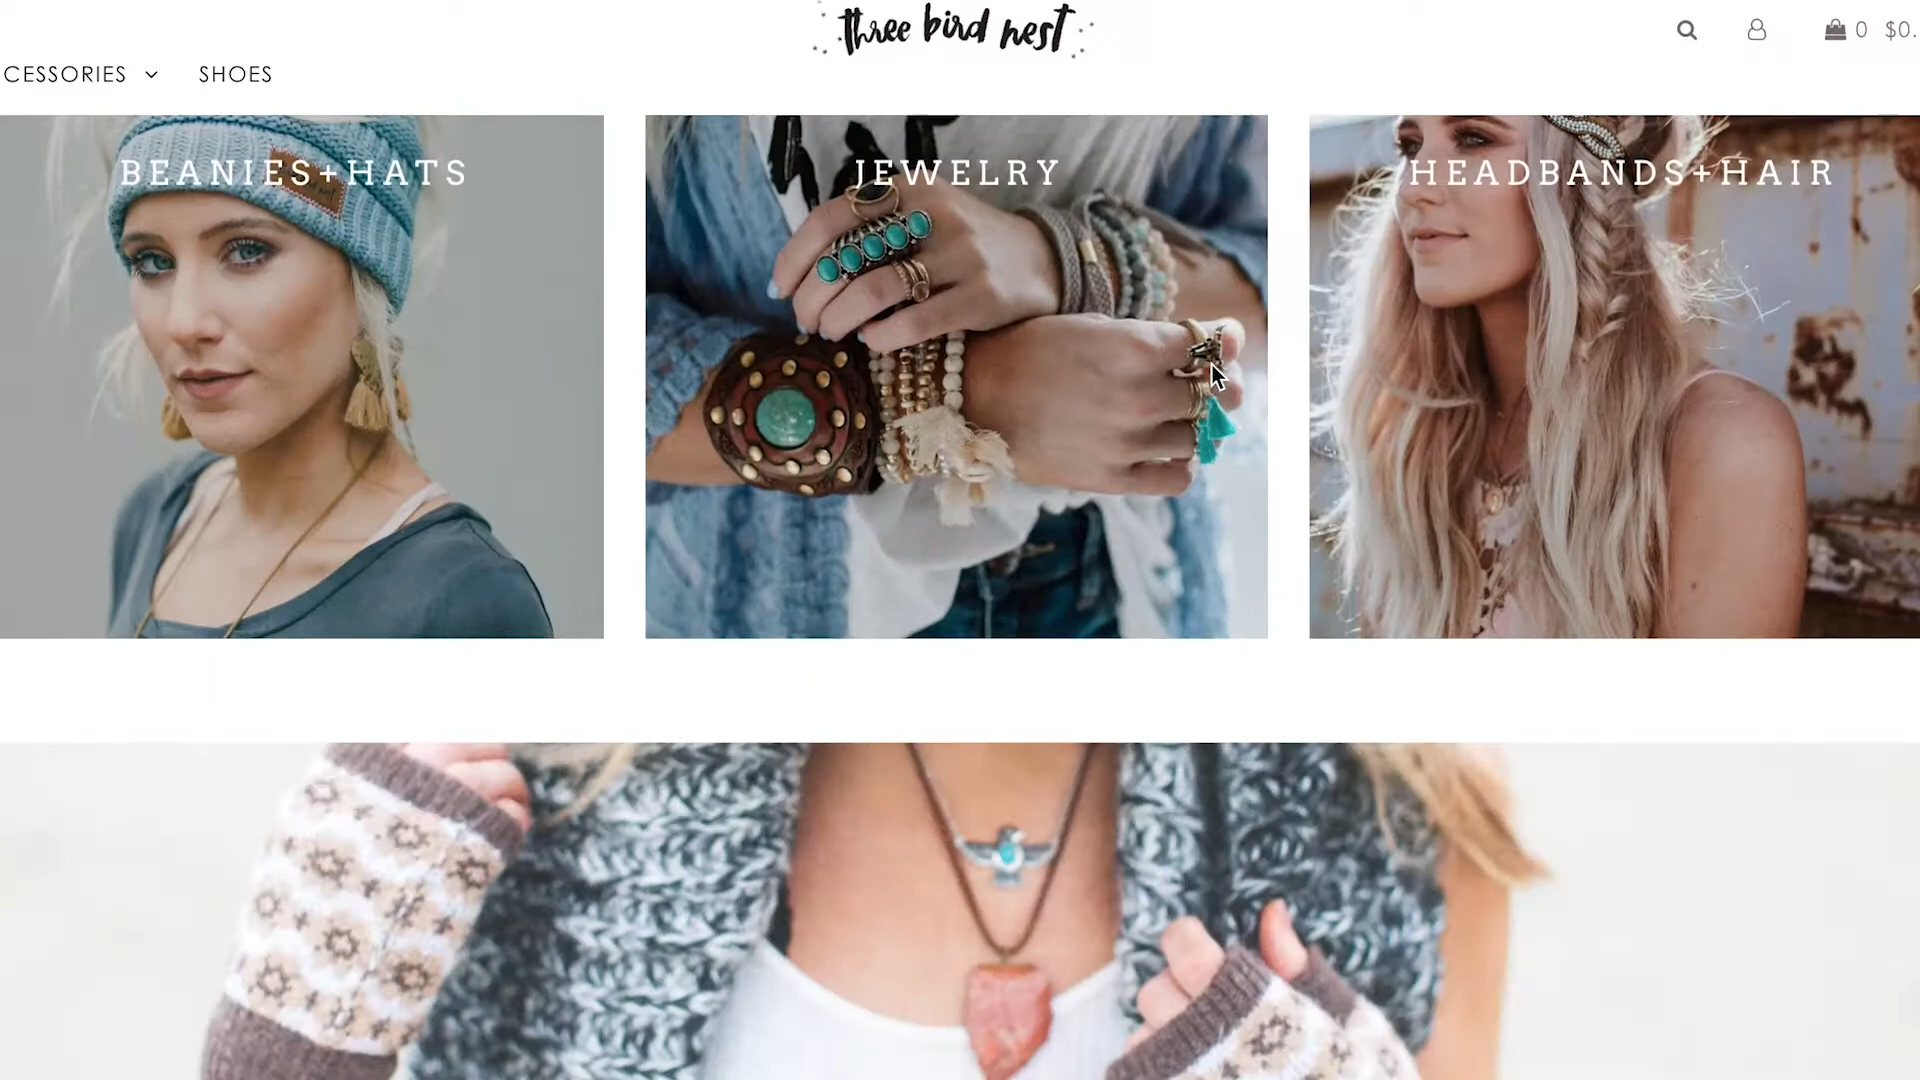 three bird nest
0 $0.
CESSORIES SHOES
BEANIES+HATS
JEWELRY
HEADBANDS+HAIR